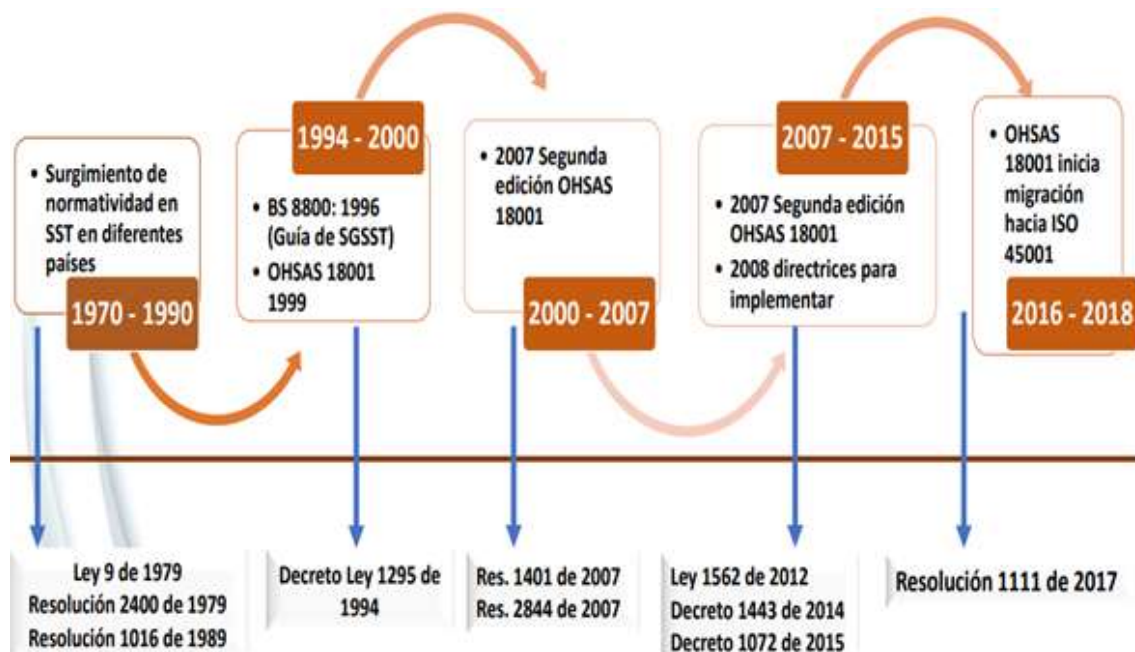 • Surgimiento de
normatividad en
SST en diferentes
países
1970 - 1990
1994 - 2000
• BS 8800: 1996
(Guía de SGSST)
• OHSAS 18001
1999
• 2007 Segunda
edición OHSAS
18001
2000 - 2007
2007 - 2015
• 2007 Segunda edición
OHSAS 18001
• 2008 directrices para
implementar
• OHSAS
18001 inicia
migración
hacia ISO
45001
2016 - 2018
Ley 9 de 1979
Resolución 2400 de 1979
Resolución 1016 de 1989
Decreto Ley 1295 de
1994
Res. 1401 de 2007
Res. 2844 de 2007
Ley 1562 de 2012
Decreto 1443 de 2014
Decreto 1072 de 2015
Resolución 1111 de 2017